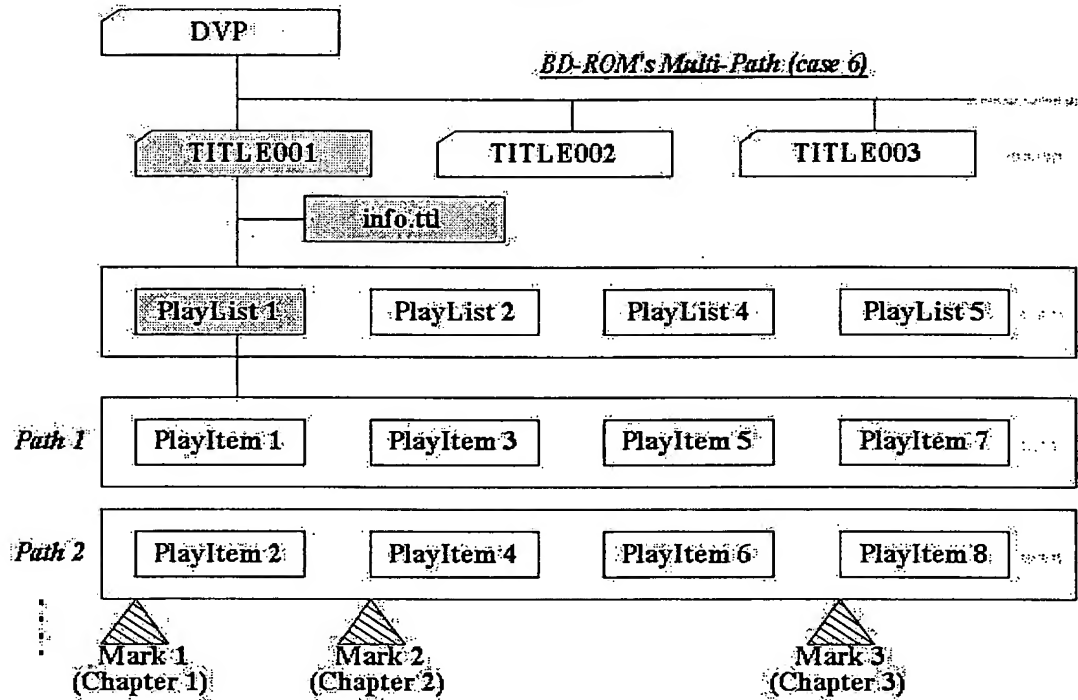 DVP
BD-ROM's Multi-Path (case 6)
TITLE001 TITLE002 TITLE003
info.ttl
PlayList 1 PlayList 2 PlayList 4 PlayList 5
Path 1 PlayItem 1 PlayItem 3 PlayItem 5 PlayItem 7
Path 2 PlayItem 2 PlayItem 4 PlayItem 6 PlayItem 8
Mark 1 Mark 2 Mark 3
(Chapter 1) (Chapter 2) (Chapter 3)